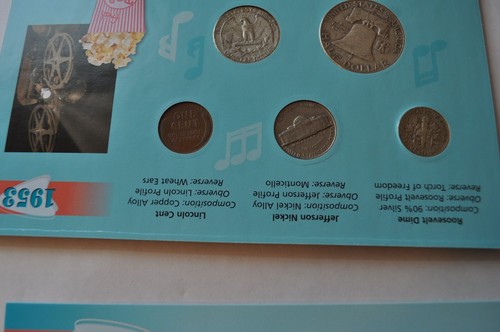 Roosevelt Dime
Composition: 90% Silver
Obverse: Roosevelt Profile
Reverse: Torch of Freedom
Jefferson Nickel
Composition: Nickel Alloy
Obverse: Jefferson Profile
Reverse: Monticello
Lincoln Cent
Composition: Copper Alloy
Obverse: Lincoln Profile
Reverse: Wheat Ears
1953
ONE
CENT
HALF DOLLAR